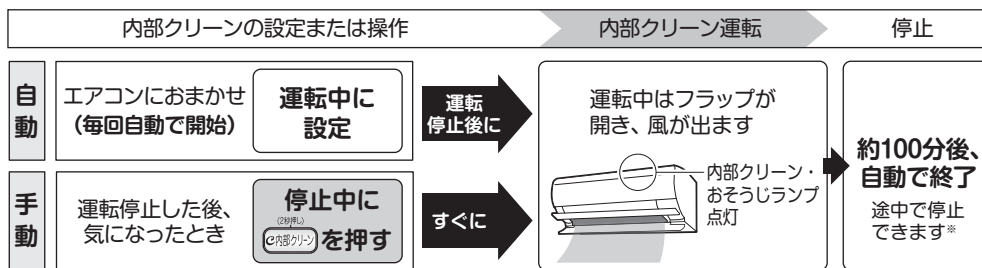 内部クリーンの設定または操作
内部クリーン運転
停止
自動
エアコンにおまかせ
(毎回自動で開始)
運転中に
設定
運転
停止後に
手動
運転停止した後、
気になったとき
停止中に
(2秒押し)
内部クリーン を押す
すぐに
運転中はフラップが
開き、風が出ます
内部クリーン・
おそうじランプ
点灯
約100分後、
自動で終了
途中で停止
できます※